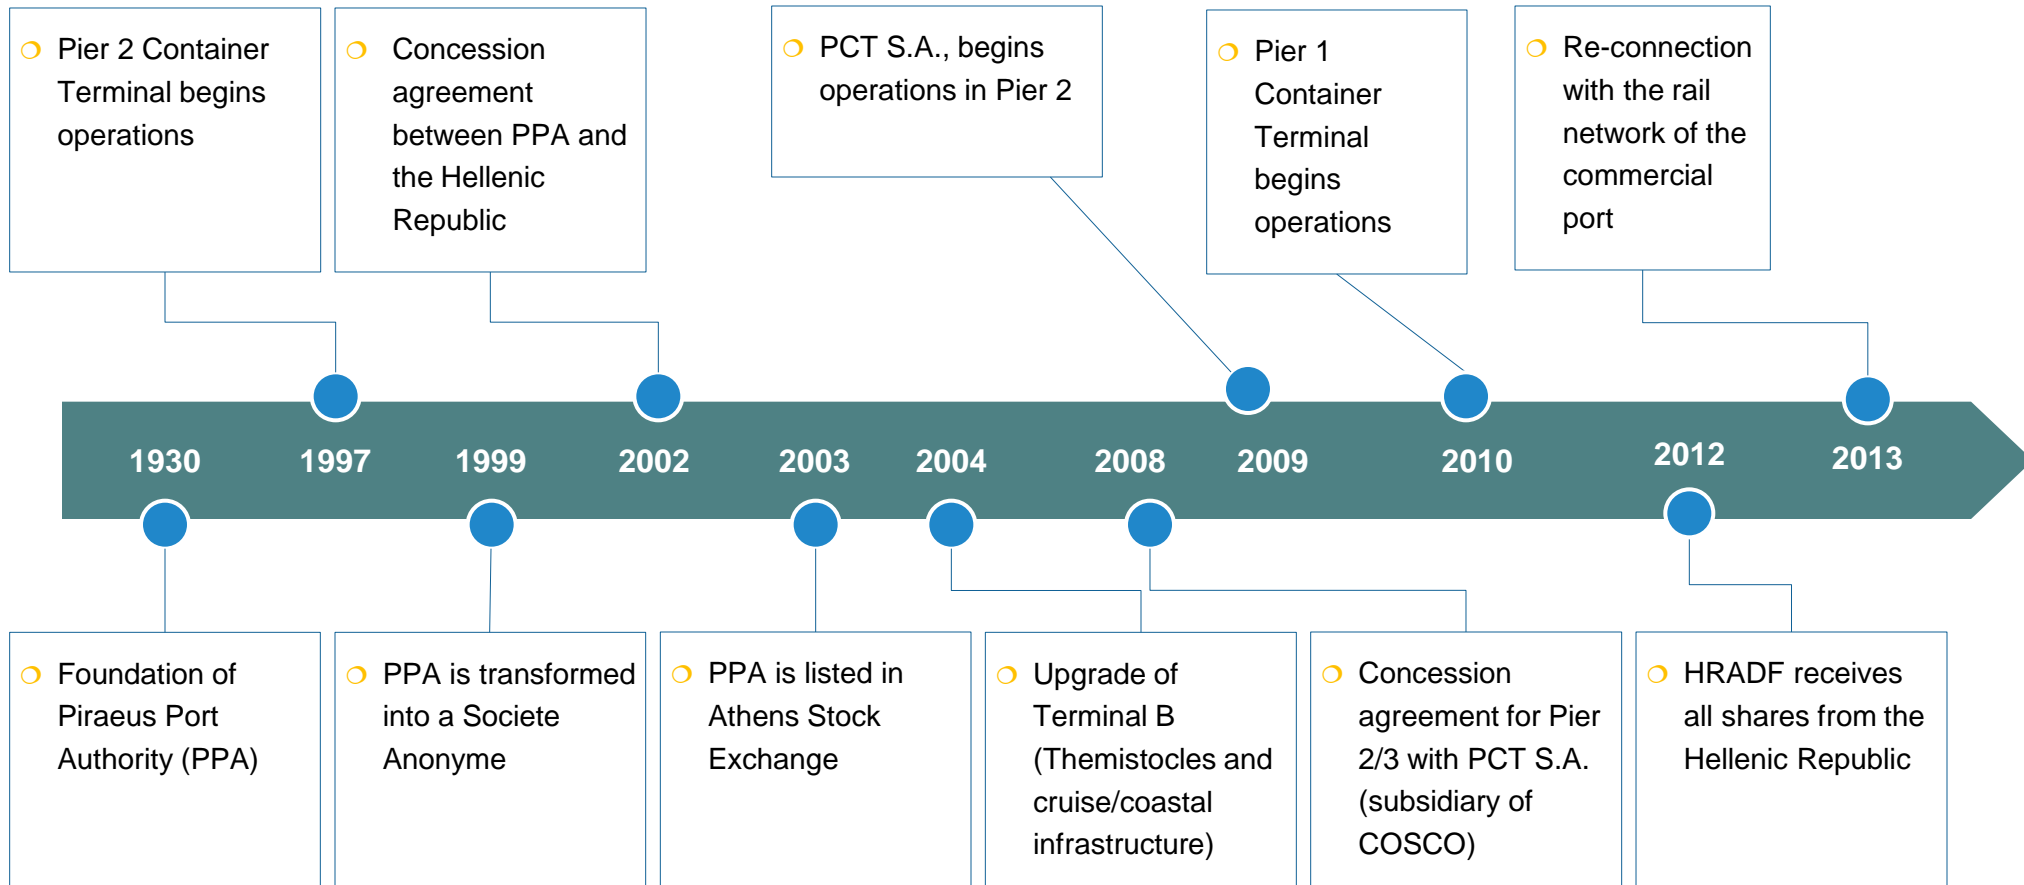 Pier 2 Container
Terminal begins
operations
Concession
agreement
between PPA and
the Hellenic
Republic
PCT S.A., begins
operations in Pier 2
Pier 1
Container
Terminal
begins
operations
Re-connection
with the rail
network of the
commercial
port
1930
1997
1999
2002
2003
2004
2008
2009
2010
2012
2013
Foundation of
Piraeus Port
Authority (PPA)
PPA is transformed
into a Societe
Anonyme
PPA is listed in
Athens Stock
Exchange
Upgrade of
Terminal B
(Themistocles and
cruise/coastal
infrastructure)
Concession
agreement for Pier
2/3 with PCT S.A.
(subsidiary of
COSCO)
HRADF receives
all shares from the
Hellenic Republic